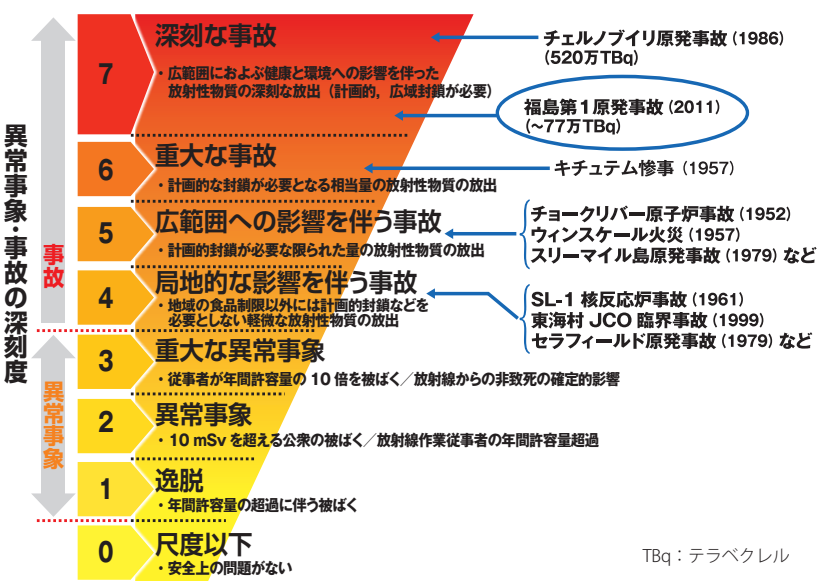 異常事象・事故の深刻度
事故
異常事象
7
深刻な事故
・広範囲におよぶ健康と環境への影響を伴った
放射性物質の深刻な放出（計画的，広域封鎖が必要）
チェルノブイリ原発事故（1986）
（520万TBq）
福島第1原発事故（2011）
（~77万TBq）
6
重大な事故
・計画的な封鎖が必要となる相当量の放射性物質の放出
キチュテム惨事（1957）
5
広範囲への影響を伴う事故
・計画的封鎖が必要な限られた量の放射性物質の放出
チョークリバー原子炉事故（1952）
ウィンスケール火災（1957）
スリーマイル島原発事故（1979）など
4
局地的な影響を伴う事故
・地域の食品制限以外には計画的封鎖などを
必要としない軽微な放射性物質の放出
SL-1 核反応炉事故（1961）
東海村 JCO 臨界事故（1999）
セラフィールド原発事故（1979）など
3
重大な異常事象
・従事者が年間許容量の 10 倍を被ばく／放射線からの非致死の確定的影響
2
異常事象
・10 mSv を超える公衆の被ばく／放射線作業従事者の年間許容量超過
1
逸脱
・年間許容量の超過に伴う被ばく
0
尺度以下
・安全上の問題がない
TBq：テラベクレル